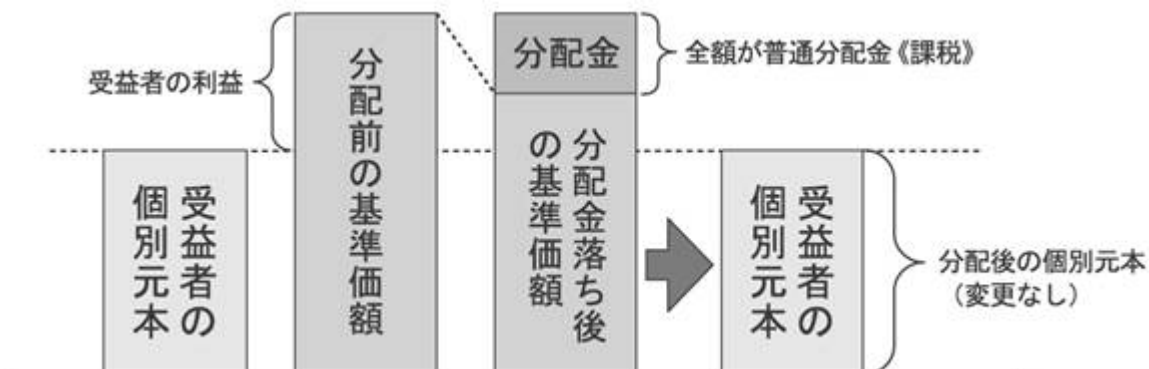 受益者の利益
受益者の
個別元本
分配前の基準価額
分配金
全額が普通分配金《課税》
分配金落ち後
の基準価額
受益者の
個別元本
分配後の個別元本
（変更なし）